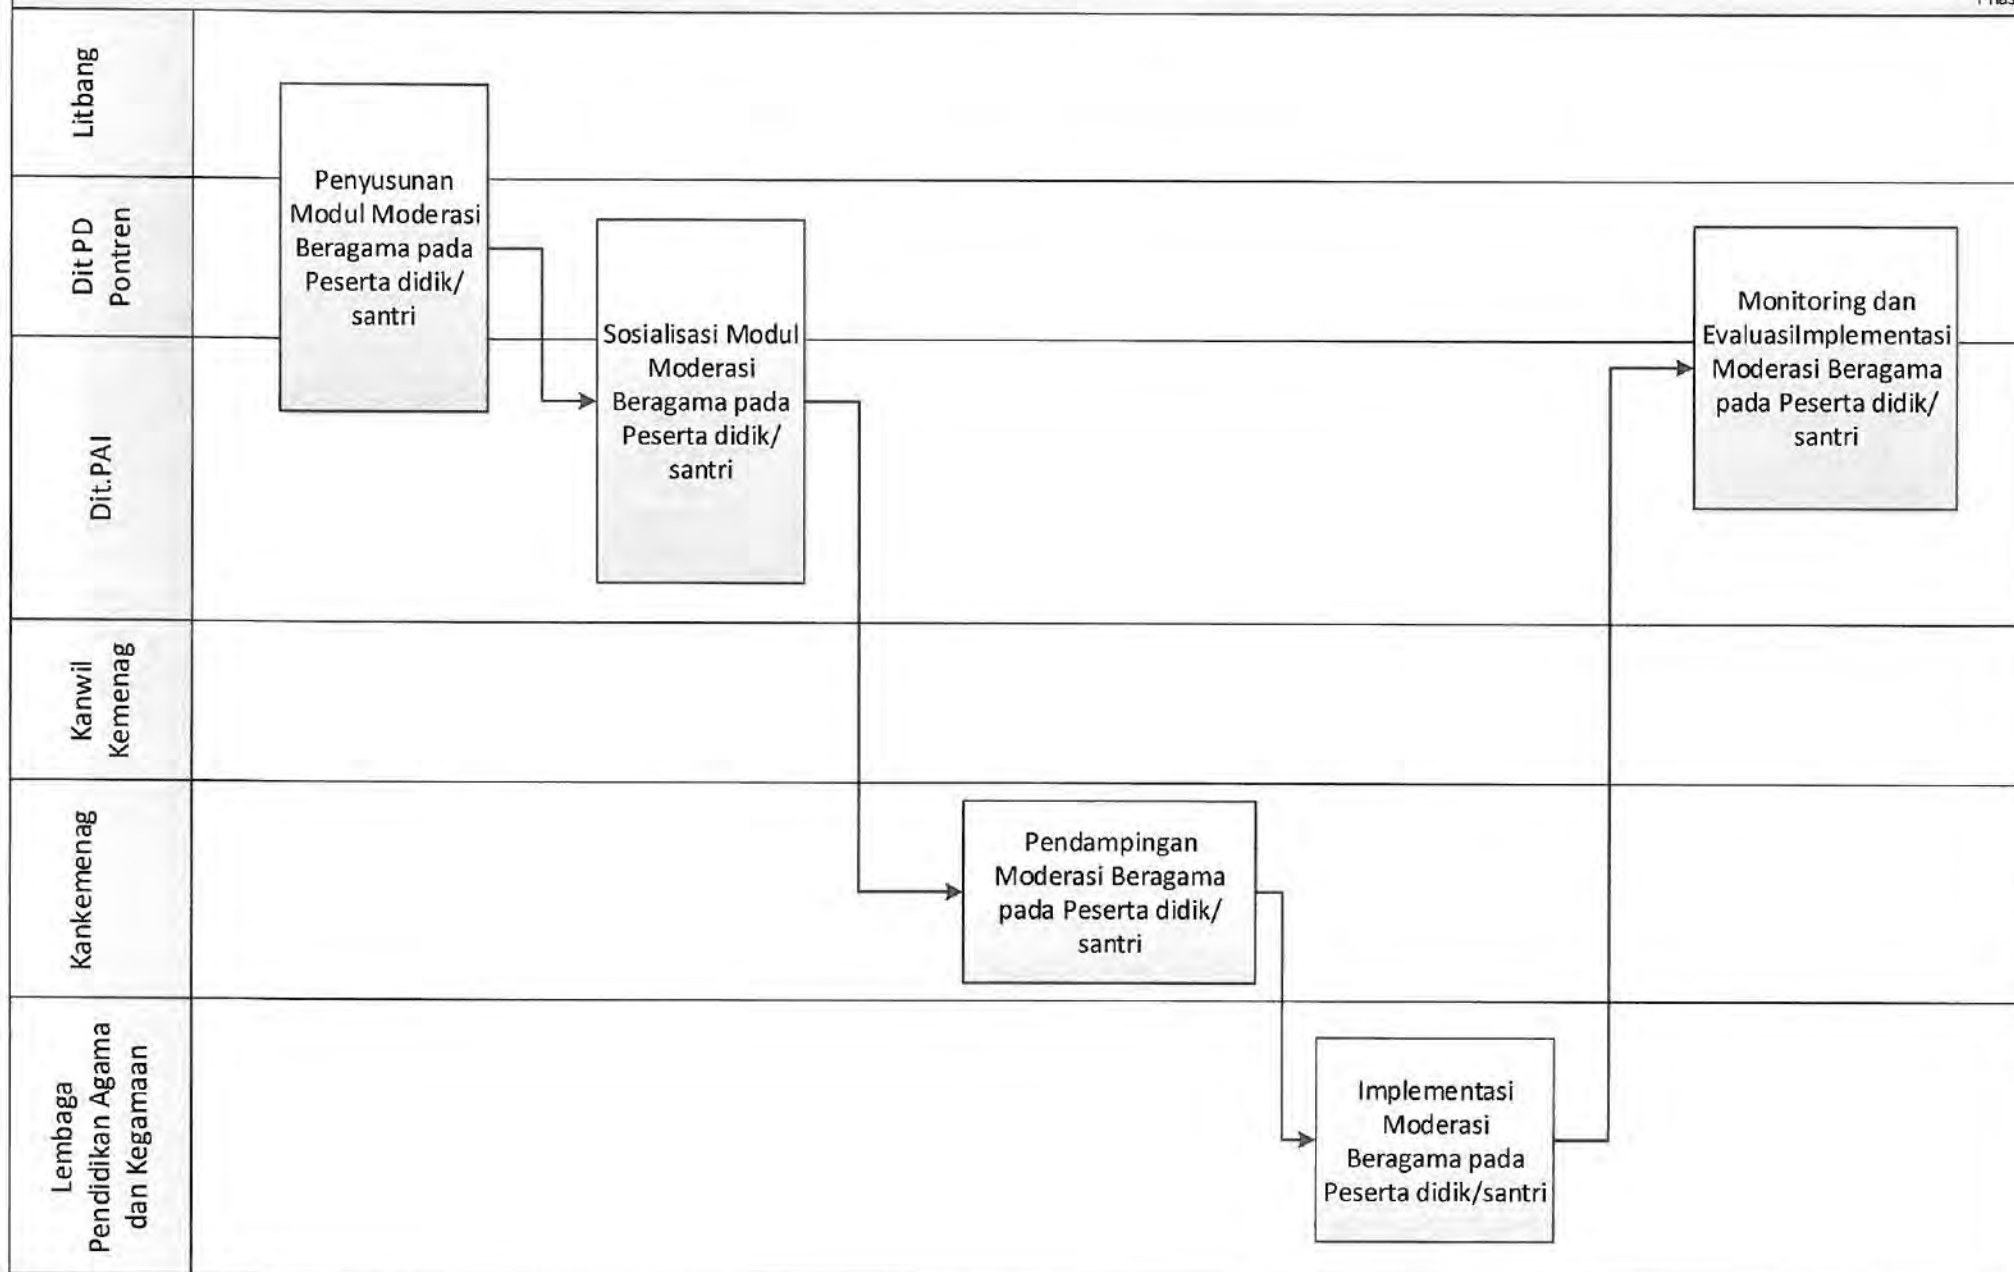 Litbang
Dit PD
Pontren
Dit.PAI
Kanwil
Kemenag
Kankemenag
Lembaga
Pendidikan Agama
dan Kegamaan
Penyusunan
Modul Moderasi
Beragama pada
Peserta didik/
santri
Sosialisasi Modul
Moderasi
Beragama pada
Peserta didik/
santri
Pendampingan
Moderasi Beragama
pada Peserta didik/
santri
Implementasi
Moderasi
Beragama pada
Peserta didik/santri
Monitoring dan
EvaluasiImplementasi
Moderasi Beragama
pada Peserta didik/
santri